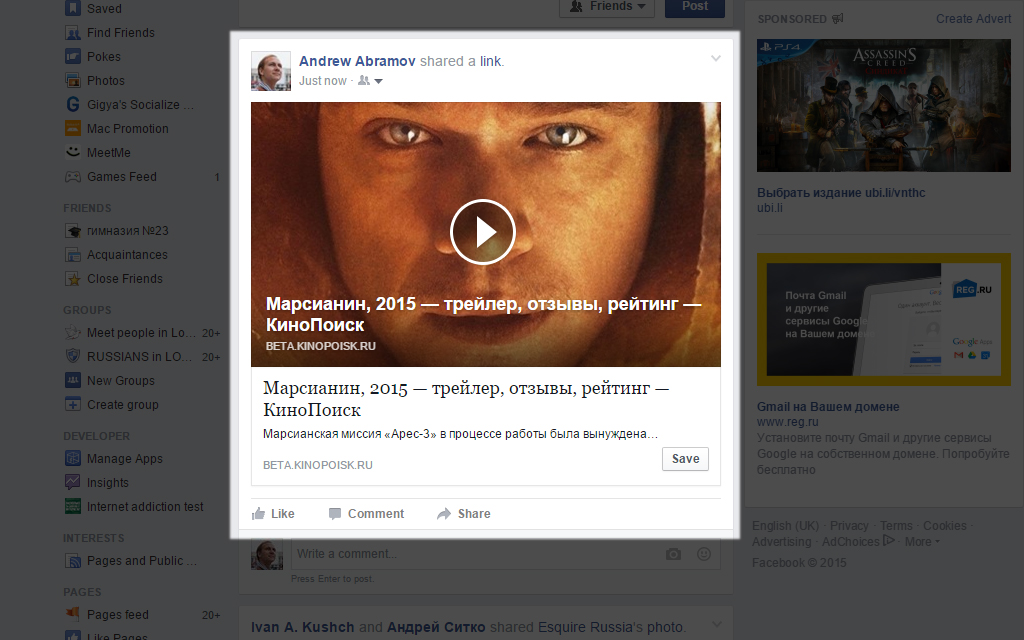 Saved
Find Friends
Pokes
Photos
Gigya's Socialize ...
Mac Promotion
MeetMe
Games Feed 1
FRIENDS
гимназия №23
Acquaintances
Close Friends
GROUPS
Meet people in Lo... 20+
RUSSIANS in LO... 20+
New Groups
Create group
DEVELOPER
Manage Apps
Insights
Internet addiction test
INTERESTS
Pages and Public ...
PAGES
Pages feed 20+
Like Pages
Friends
Post
Andrew Abramov shared a link.
Just now ·
Марсианин, 2015 — трейлер, отзывы, рейтинг —
КиноПоиск
BETA.KINOPOISK.RU
Марсианин, 2015 — трейлер, отзывы, рейтинг —
КиноПоиск
Марсианская миссия «Арес-3» в процессе работы была вынуждена…
BETA.KINOPOISK.RU
Save
Like
Comment
Share
Write a comment...
Press Enter to post.
Ivan A. Kushch and Андрей Ситко shared Esquire Russia's photo.
SPONSORED
Create Advert
PS4
ASSASSIN'S
CREED
Выбрать издание ubi.li/vnthc
ubi.li
Почта Gmail
и другие
сервисы Google
на Вашем домене
REG.RU
Google Apps
Gmail на Вашем домене
www.reg.ru
Установите почту Gmail и другие сервисы
Google на собственном домене. Попробуйте
бесплатно
English (UK) · Privacy · Terms · Cookies ·
Advertising · AdChoices · More
Facebook © 2015